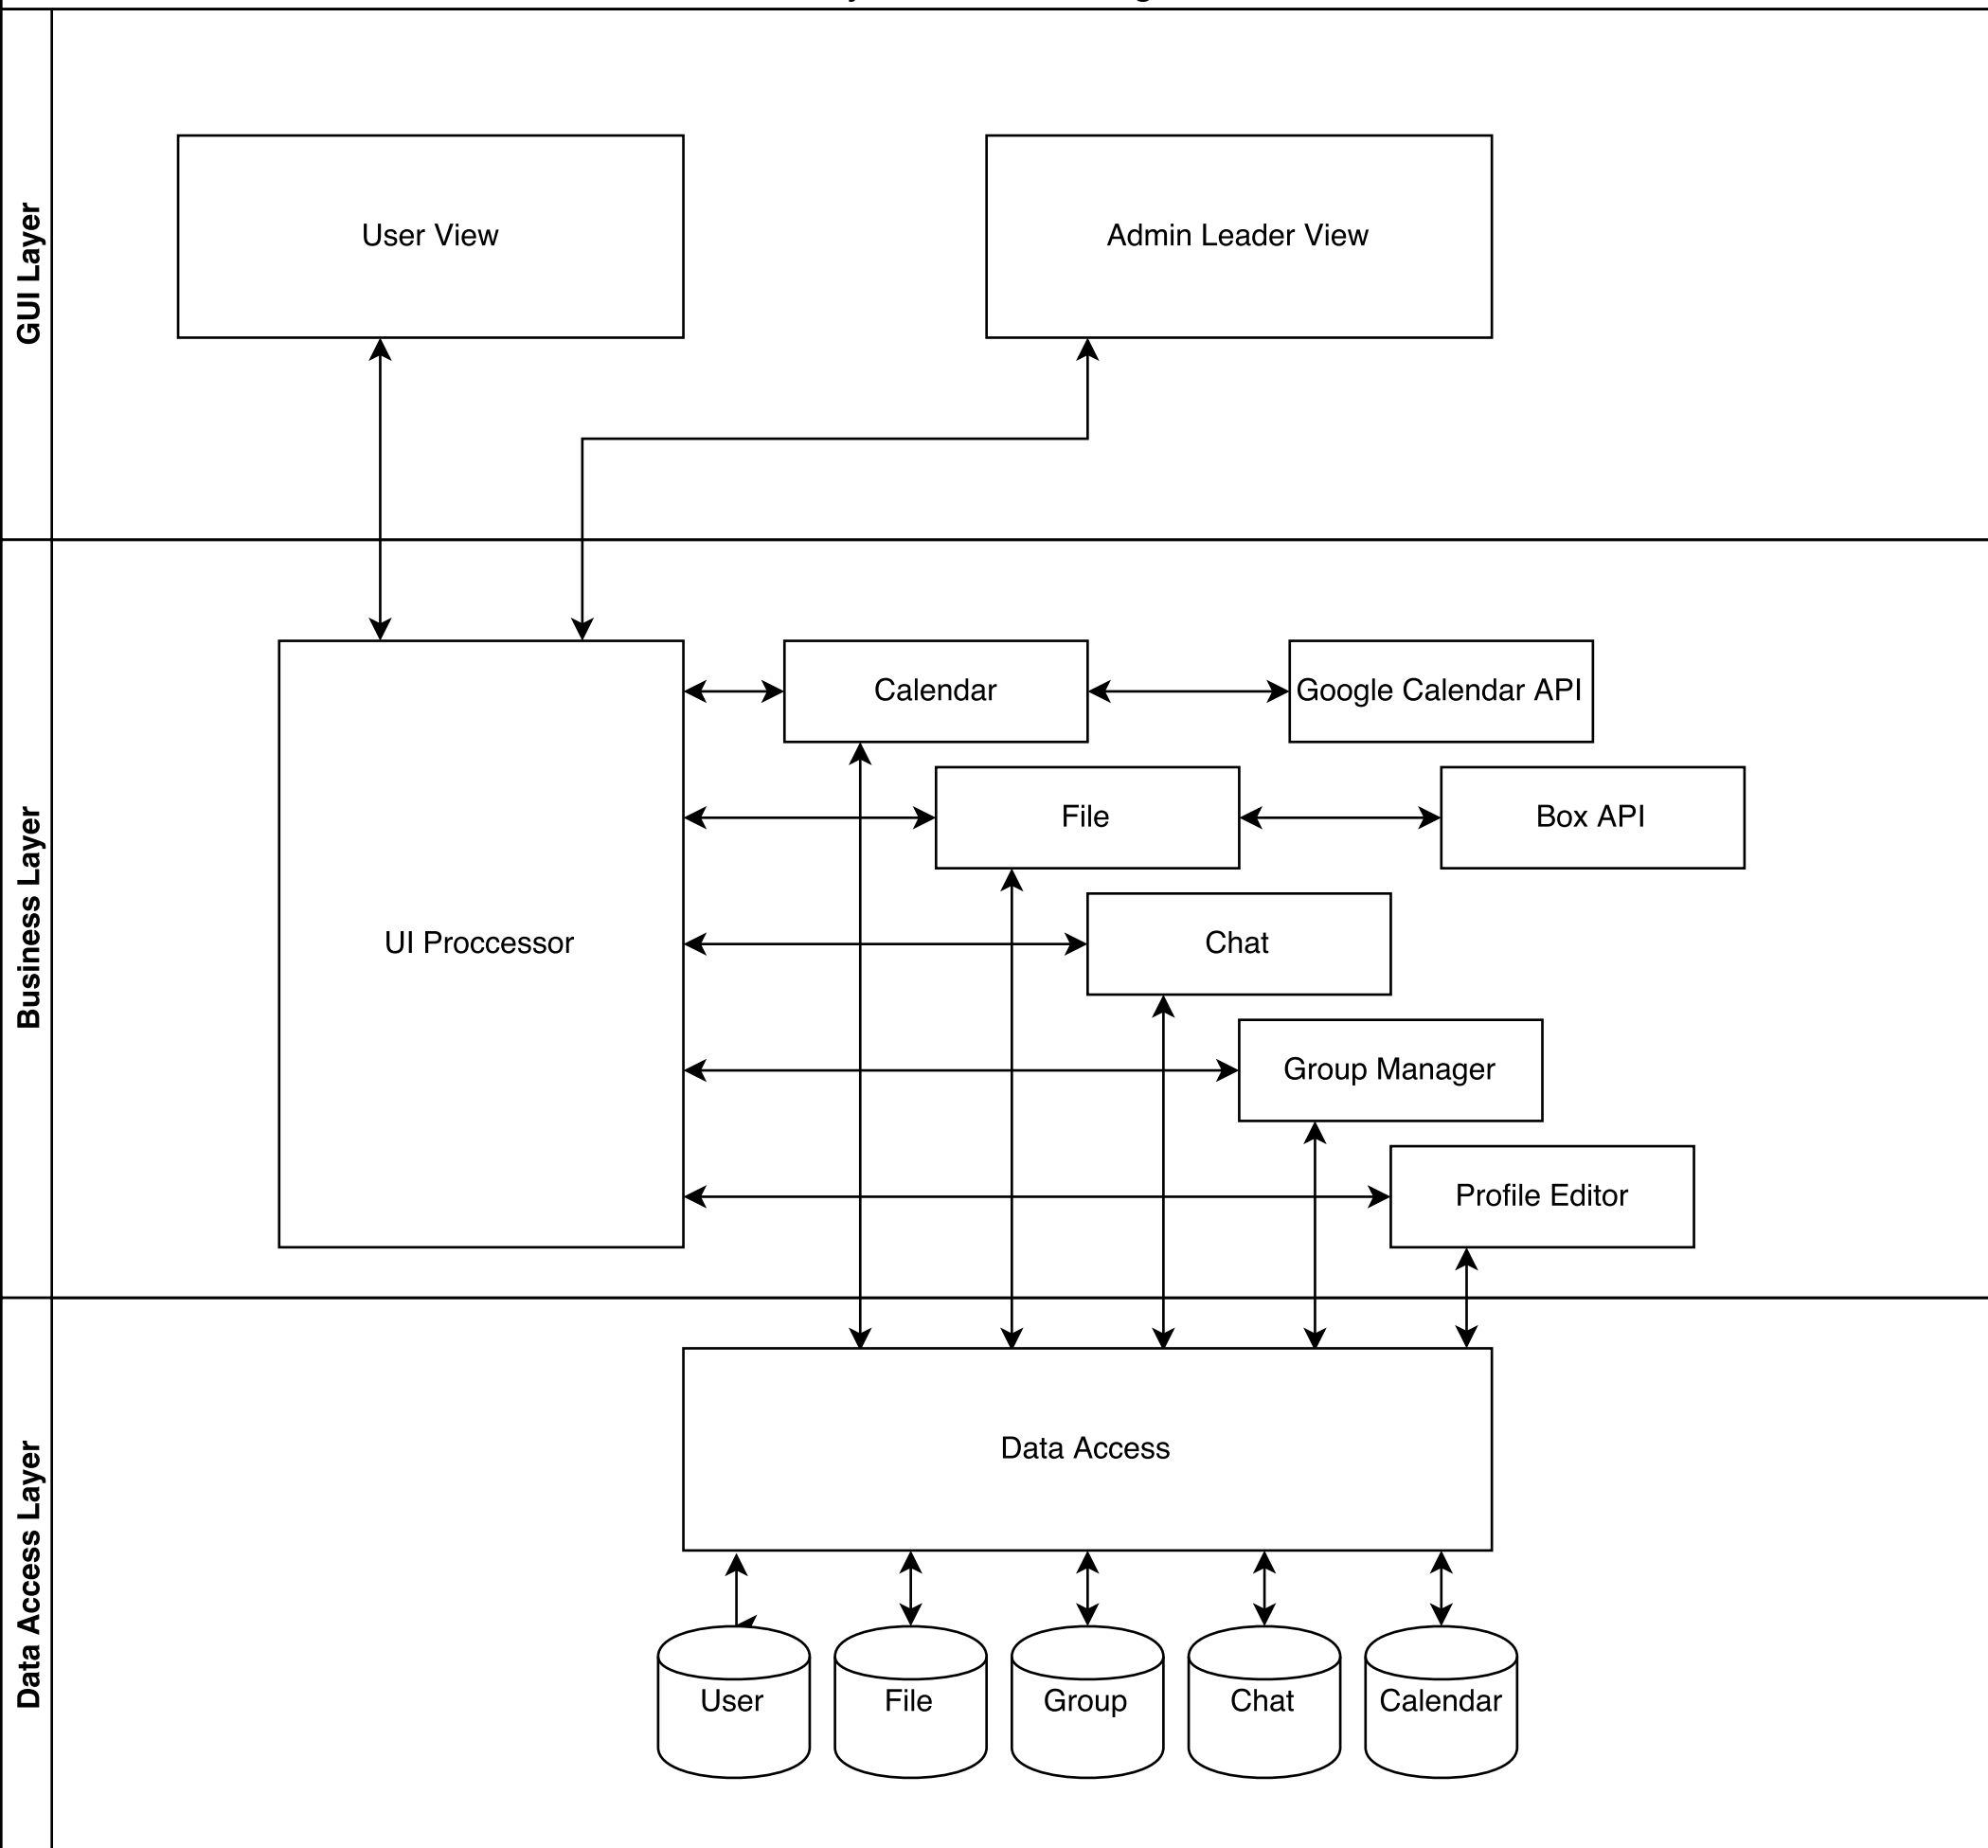 GUI Layer
User View
Admin Leader View
Business Layer
UI Proccessor
Calendar
Google Calendar API
File
Box API
Chat
Group Manager
Profile Editor
Data Access Layer
Data Access
User
File
Group
Chat
Calendar